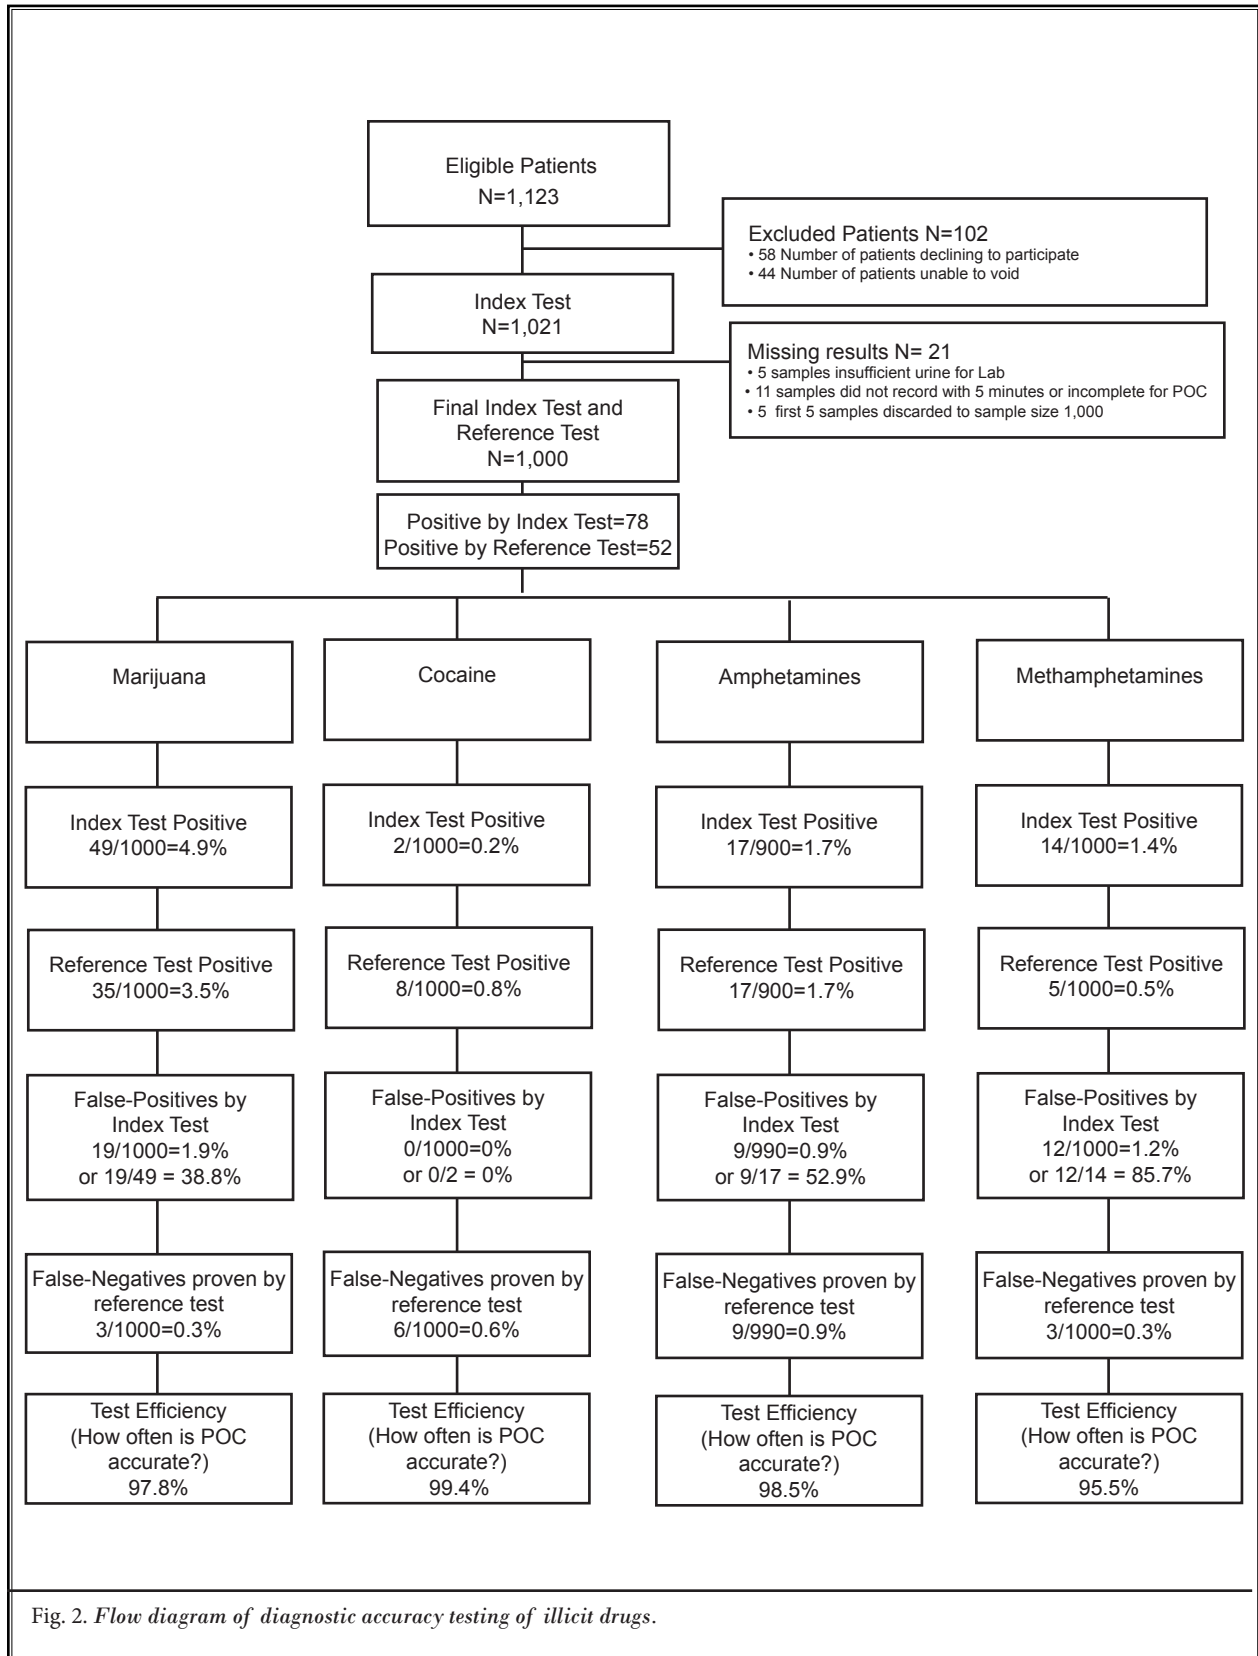 Eligible Patients
N=1,123
Excluded Patients N=102
• 58 Number of patients declining to participate
• 44 Number of patients unable to void
Index Test
N=1,021
Missing results N= 21
• 5 samples insufficient urine for Lab
• 11 samples did not record with 5 minutes or incomplete for POC
• 5 first 5 samples discarded to sample size 1,000
Final Index Test and
Reference Test
N=1,000
Positive by Index Test=78
Positive by Reference Test=52
Marijuana
Index Test Positive
49/1000=4.9%
Reference Test Positive
35/1000=3.5%
False-Positives by
Index Test
19/1000=1.9%
or 19/49 = 38.8%
False-Negatives proven by
reference test
3/1000=0.3%
Test Efficiency
(How often is POC
accurate?)
97.8%
Cocaine
Index Test Positive
2/1000=0.2%
Reference Test Positive
8/1000=0.8%
False-Positives by
Index Test
0/1000=0%
or 0/2 = 0%
False-Negatives proven by
reference test
6/1000=0.6%
Test Efficiency
(How often is POC
accurate?)
99.4%
Amphetamines
Index Test Positive
17/900=1.7%
Reference Test Positive
17/900=1.7%
False-Positives by
Index Test
9/990=0.9%
or 9/17 = 52.9%
False-Negatives proven by
reference test
9/990=0.9%
Test Efficiency
(How often is POC
accurate?)
98.5%
Methamphetamines
Index Test Positive
14/1000=1.4%
Reference Test Positive
5/1000=0.5%
False-Positives by
Index Test
12/1000=1.2%
or 12/14 = 85.7%
False-Negatives proven by
reference test
3/1000=0.3%
Test Efficiency
(How often is POC
accurate?)
95.5%
Fig. 2. Flow diagram of diagnostic accuracy testing of illicit drugs.